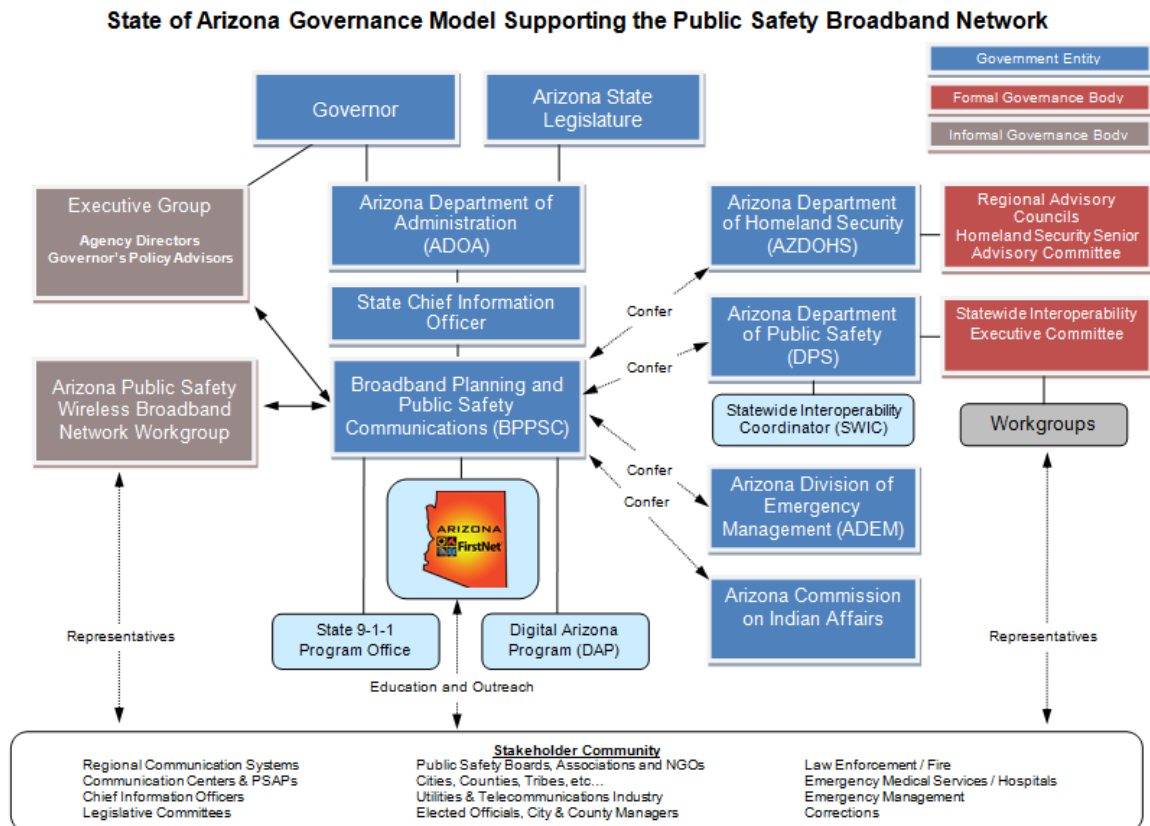 State of Arizona Governance Model Supporting the Public Safety Broadband Network
Government Entity
Formal Governance Body
Informal Governance Body
Governor
Arizona State
Legislature
Executive Group
Agency Directors
Governor's Policy Advisors
Arizona Department of
Administration
(ADOA)
Arizona Department
of Homeland Security
(AZDOHS)
Regional Advisory
Councils
Homeland Security Senior
Advisory Committee
State Chief Information
Officer
Confer
Arizona Department
of Public Safety
(DPS)
Statewide Interoperability
Executive Committee
Confer
Arizona Public Safety
Wireless Broadband
Network Workgroup
Broadband Planning and
Public Safety
Communications (BPPSC)
Statewide Interoperability
Coordinator (SWIC)
Workgroups
Confer
Confer
Arizona Division of
Emergency
Management (ADEM)
ARIZONA
FirstNet
Arizona Commission
on Indian Affairs
Representatives
State 9-1-1
Program Office
Digital Arizona
Program (DAP)
Representatives
Education and Outreach
Stakeholder Community
Regional Communication Systems
Communication Centers & PSAPs
Chief Information Officers
Legislative Committees
Public Safety Boards, Associations and NGOs
Cities, Counties, Tribes, etc...
Utilities & Telecommunications Industry
Elected Officials, City & County Managers
Law Enforcement / Fire
Emergency Medical Services / Hospitals
Emergency Management
Corrections